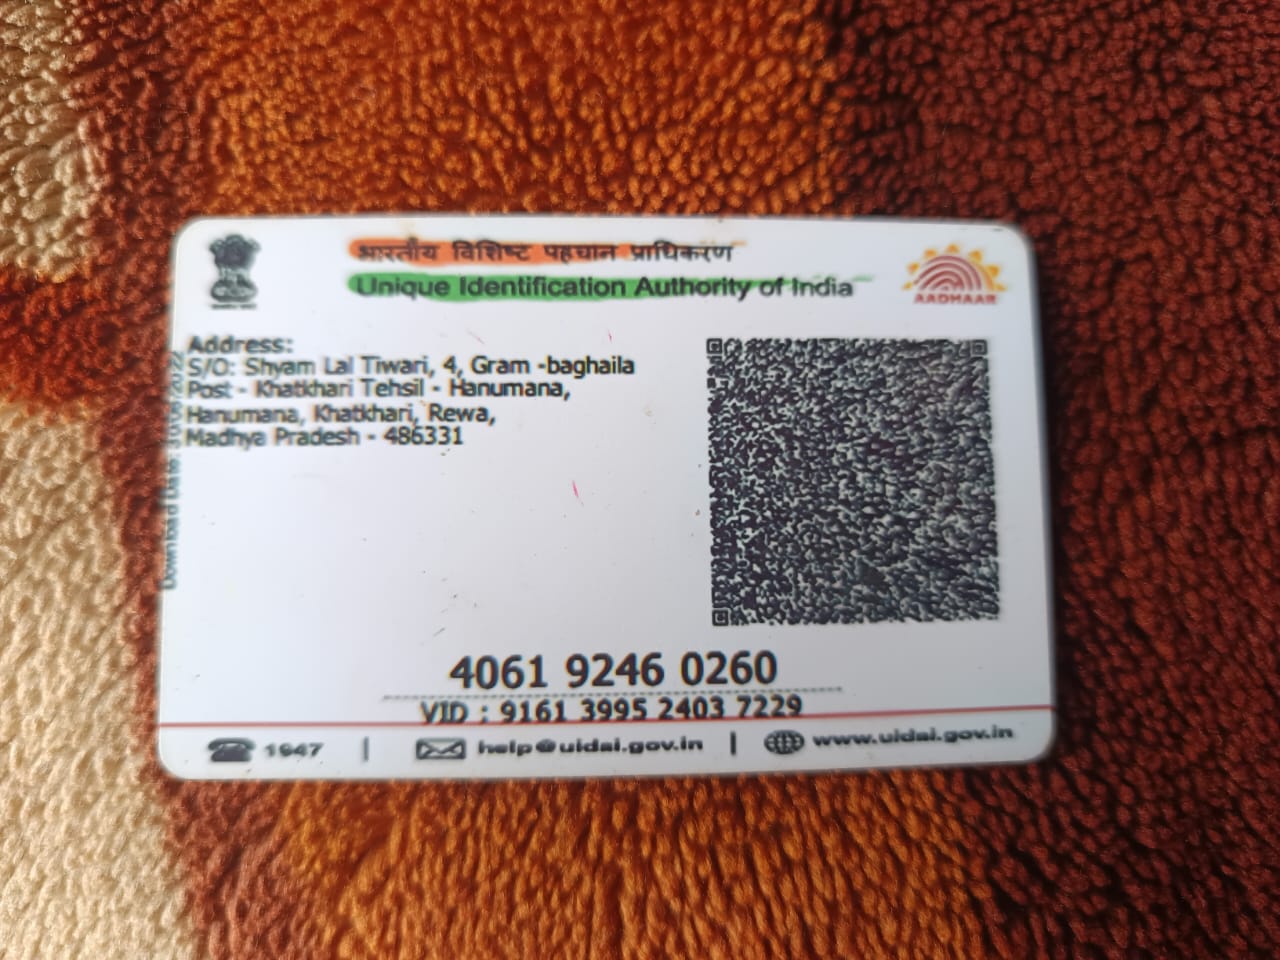 भारतीय विशिष्ट पहचान प्राधिकरण
Unique Identification Authority of India
AADHAAR
Address:
S/O: Shyam Lal Tiwari, 4, Gram -baghaila
Post - Khatkhari Tehsil - Hanumana,
Hanumana, Khatkhari, Rewa,
Madhya Pradesh - 486331
Download Date:
4061 9246 0260
VID : 9161 3995 2403 7229
1947 | help@uidai.gov.in | www.uidai.gov.in